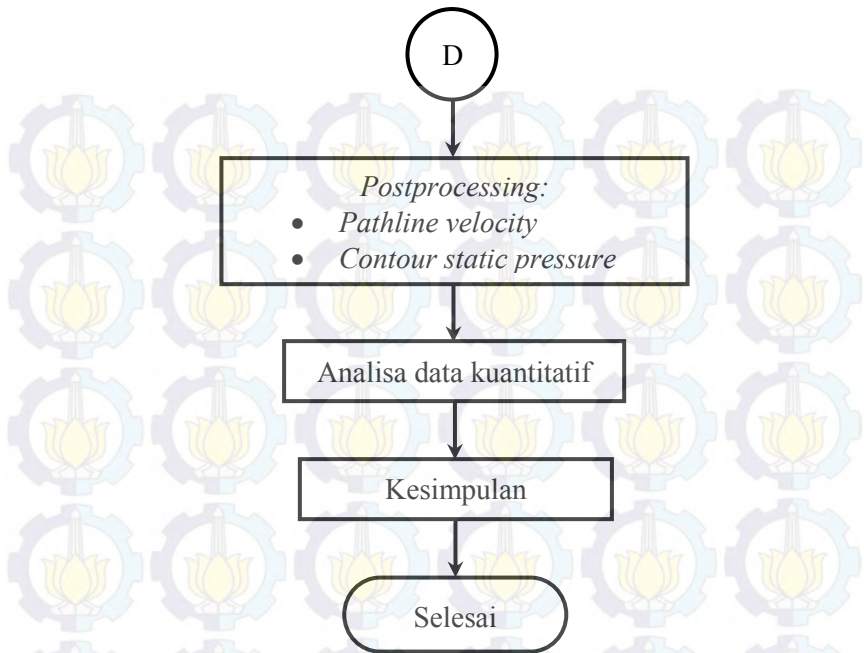 D
Postprocessing:
• Pathline velocity
• Contour static pressure
Analisa data kuantitatif
Kesimpulan
Selesai